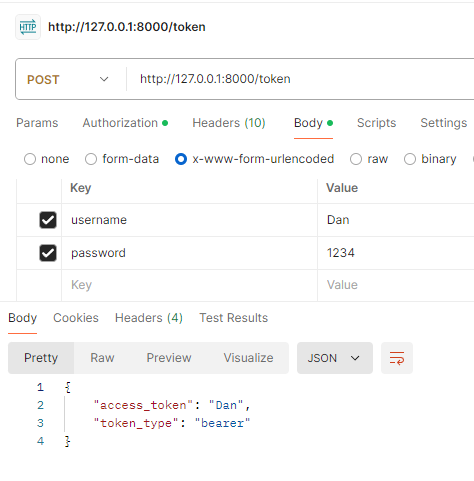 HTTP http://127.0.0.1:8000/token
POST http://127.0.0.1:8000/token
Params Authorization Headers (10) Body Scripts Settings
none form-data x-www-form-urlencoded raw binary
Key Value
username Dan
password 1234
Key Value
Body Cookies Headers (4) Test Results
Pretty Raw Preview Visualize JSON
1 {
2 "access_token": "Dan",
3 "token_type": "bearer"
4 }